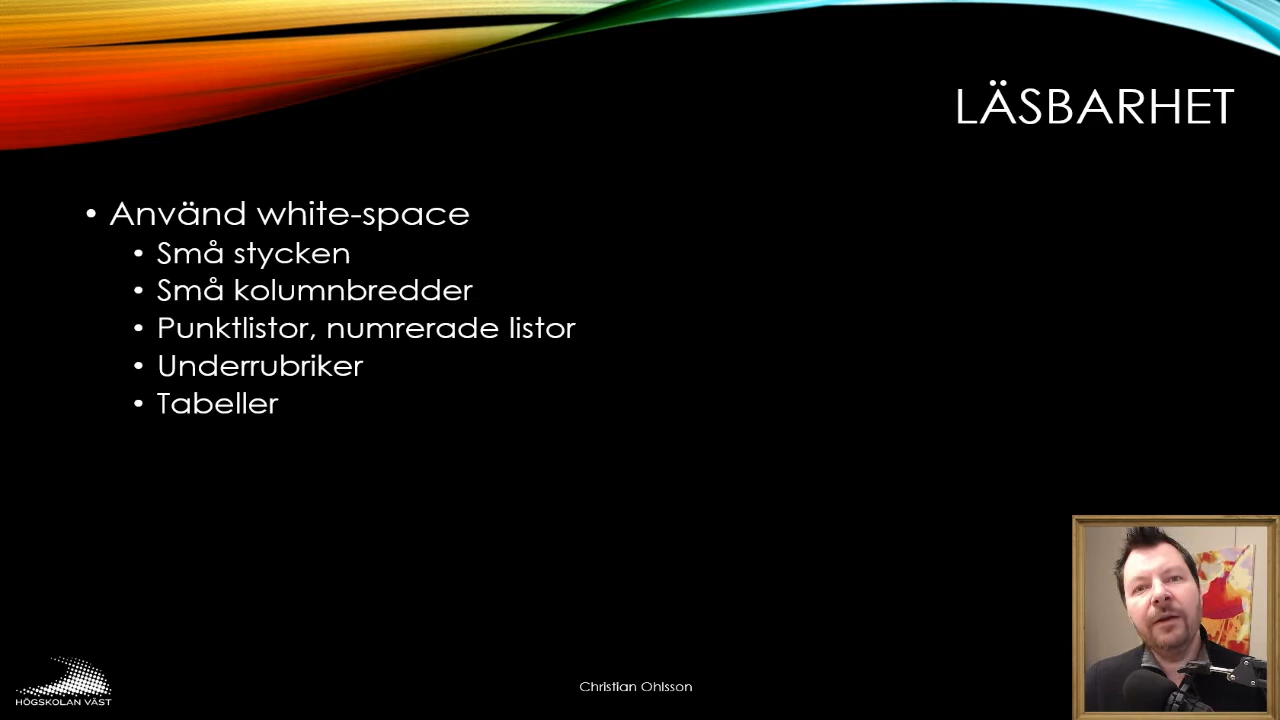 LÄSBARHET
• Använd white-space
• Små stycken
• Små kolumnbredder
• Punktlistor, numrerade listor
• Underrubriker
• Tabeller
HÖGSKOLAN VÄST
Christian Ohlsson